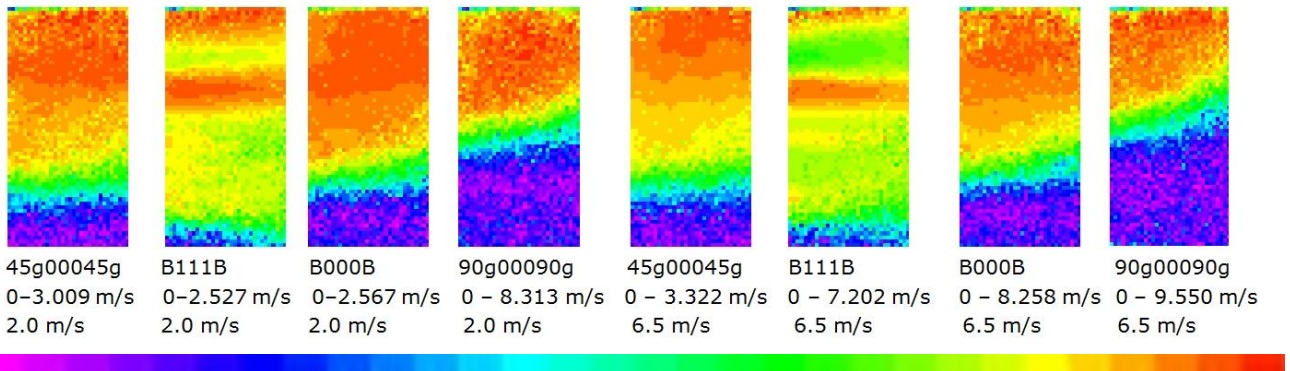 45g00045g B111B B000B 90g00090g 45g00045g B111B B000B 90g00090g
0–3.009 m/s 0–2.527 m/s 0–2.567 m/s 0 – 8.313 m/s 0 – 3.322 m/s 0 – 7.202 m/s 0 – 8.258 m/s 0 – 9.550 m/s
2.0 m/s 2.0 m/s 2.0 m/s 2.0 m/s 6.5 m/s 6.5 m/s 6.5 m/s 6.5 m/s